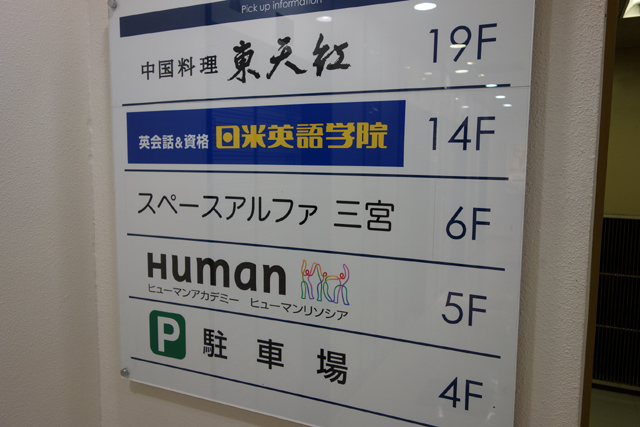 Pick up information
中国料理 東天紅 19F
英会話&資格 日米英語学院 14F
スペースアルファ 三宮 6F
Human 5F
ヒューマンアカデミー ヒューマンリソシア
P 駐車場 4F